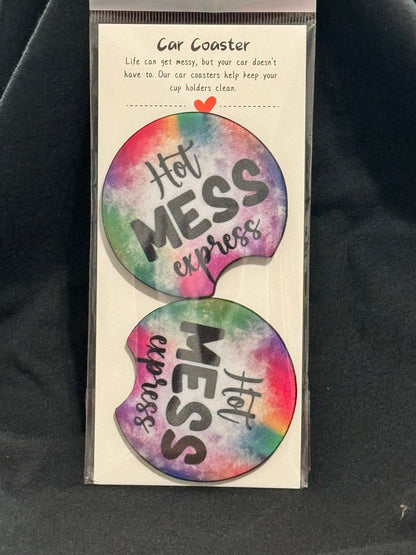 Car Coaster
Life can get messy, but your car doesn't
have to. Our car coasters help keep your
cup holders clean.
Hot
MESS
express
Hot
MESS
express